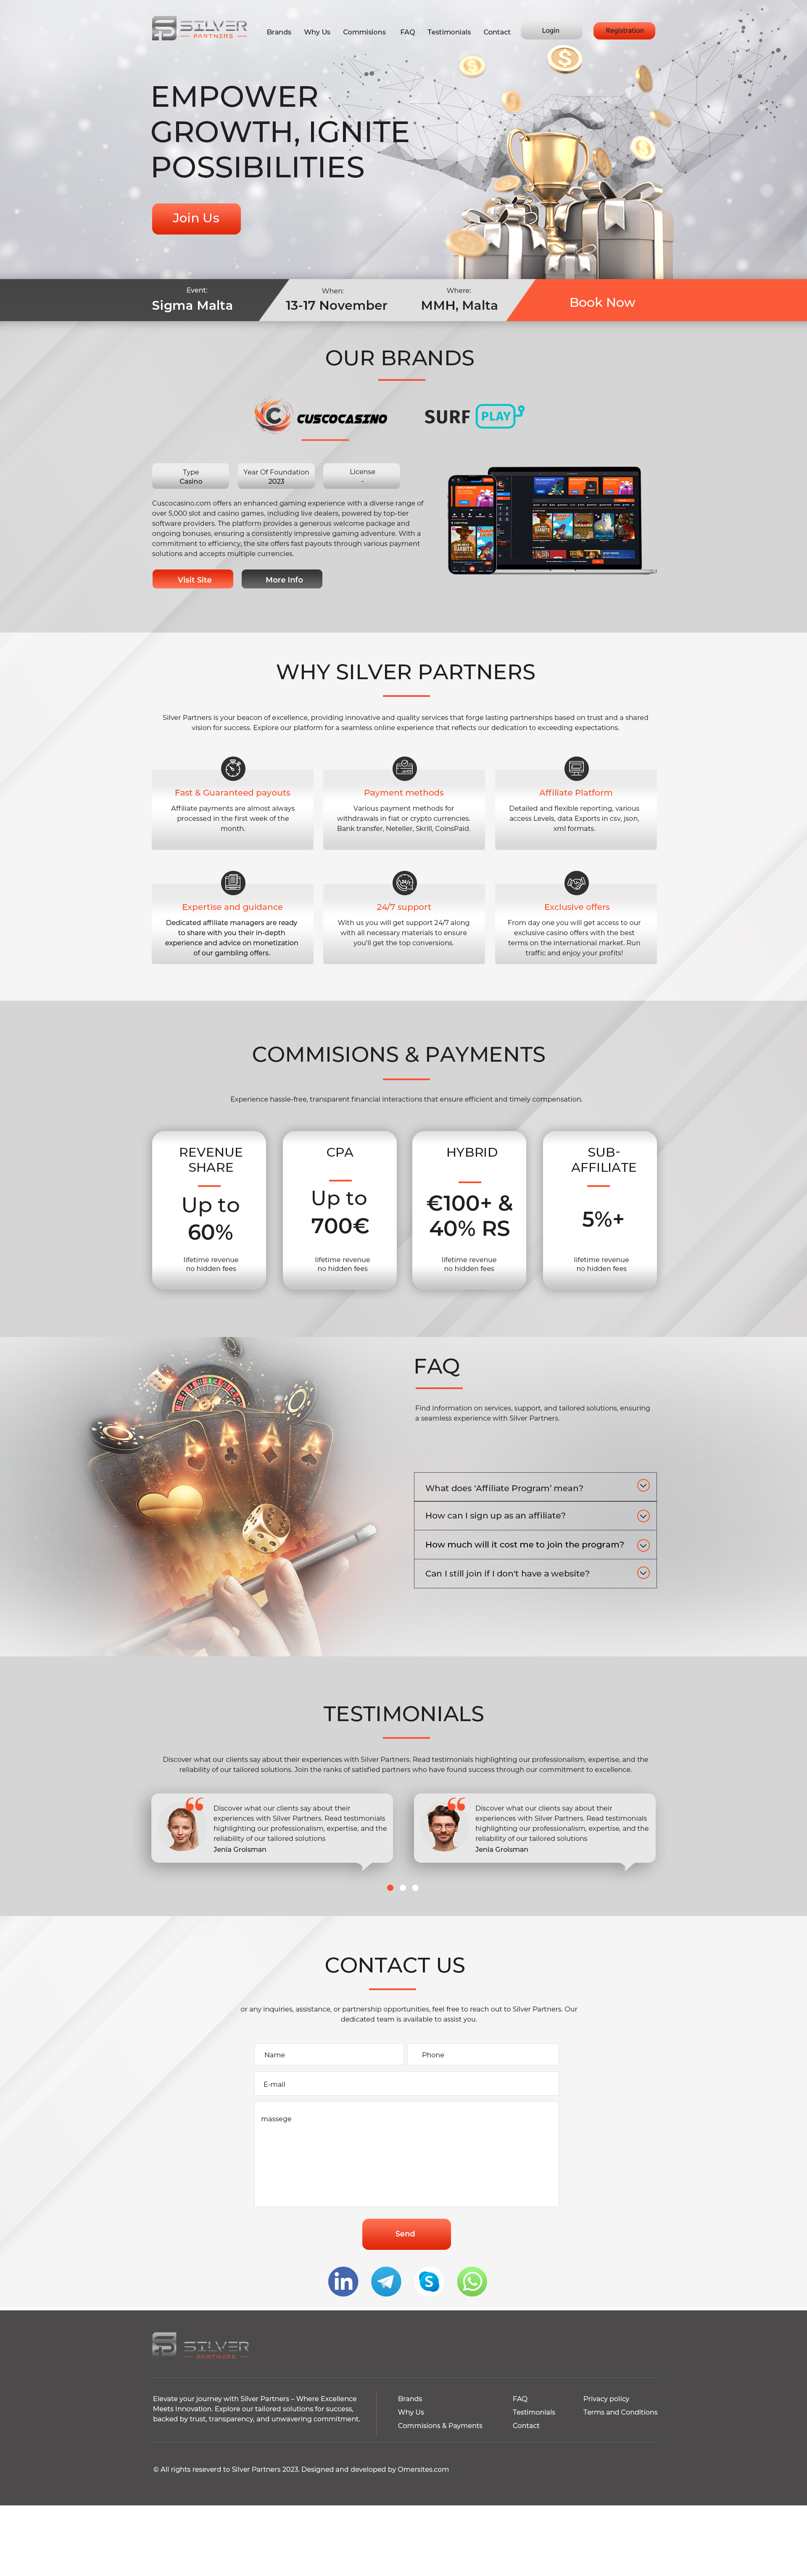 SILVER
PARTNERS
Brands Why Us Commisions FAQ Testimonials Contact Login Registration
EMPOWER
GROWTH, IGNITE
POSSIBILITIES
Join Us
Event:
Sigma Malta
When:
13-17 November
Where:
MMH, Malta
Book Now
OUR BRANDS
CUSCOCASINO
SURF PLAY
Type
Casino
Year Of Foundation
2023
License
-
Cuscocasino.com offers an enhanced gaming experience with a diverse range of
over 5,000 slot and casino games, including live dealers, powered by top-tier
software providers. The platform provides a generous welcome package and
ongoing bonuses, ensuring a consistently impressive gaming adventure. With a
commitment to efficiency, the site offers fast payouts through various payment
solutions and accepts multiple currencies.
Visit Site
More Info
WHY SILVER PARTNERS
Silver Partners is your beacon of excellence, providing innovative and quality services that forge lasting partnerships based on trust and a shared
vision for success. Explore our platform for a seamless online experience that reflects our dedication to exceeding expectations.
Fast & Guaranteed payouts
Affiliate payments are almost always
processed in the first week of the
month.
Payment methods
Various payment methods for
withdrawals in fiat or crypto currencies.
Bank transfer, Neteller, Skrill, CoinsPaid.
Affiliate Platform
Detailed and flexible reporting, various
access Levels, data Exports in csv, json,
xml formats.
Expertise and guidance
Dedicated affiliate managers are ready
to share with you their in-depth
experience and advice on monetization
of our gambling offers.
24/7 support
With us you will get support 24/7 along
with all necessary materials to ensure
you'll get the top conversions.
Exclusive offers
From day one you will get access to our
exclusive casino offers with the best
terms on the international market. Run
traffic and enjoy your profits!
COMMISIONS & PAYMENTS
Experience hassle-free, transparent financial interactions that ensure efficient and timely compensation.
REVENUE
SHARE
Up to
60%
lifetime revenue
no hidden fees
CPA
Up to
700€
lifetime revenue
no hidden fees
HYBRID
€100+ &
40% RS
lifetime revenue
no hidden fees
SUB-
AFFILIATE
5%+
lifetime revenue
no hidden fees
FAQ
Find information on services, support, and tailored solutions, ensuring
a seamless experience with Silver Partners.
What does 'Affiliate Program' mean?
How can I sign up as an affiliate?
How much will it cost me to join the program?
Can I still join if I don't have a website?
TESTIMONIALS
Discover what our clients say about their experiences with Silver Partners. Read testimonials highlighting our professionalism, expertise, and the
reliability of our tailored solutions. Join the ranks of satisfied partners who have found success through our commitment to excellence.
Discover what our clients say about their
experiences with Silver Partners. Read testimonials
highlighting our professionalism, expertise, and the
reliability of our tailored solutions
Jenia Groisman
Discover what our clients say about their
experiences with Silver Partners. Read testimonials
highlighting our professionalism, expertise, and the
reliability of our tailored solutions
Jenia Groisman
CONTACT US
or any inquiries, assistance, or partnership opportunities, feel free to reach out to Silver Partners. Our
dedicated team is available to assist you.
Name
Phone
E-mail
massege
Send
SILVER
PARTNERS
Elevate your journey with Silver Partners – Where Excellence
Meets Innovation. Explore our tailored solutions for success,
backed by trust, transparency, and unwavering commitment.
Brands
Why Us
Commisions & Payments
FAQ
Testimonials
Contact
Privacy policy
Terms and Conditions
© All rights reseverd to Silver Partners 2023. Designed and developed by Omersites.com